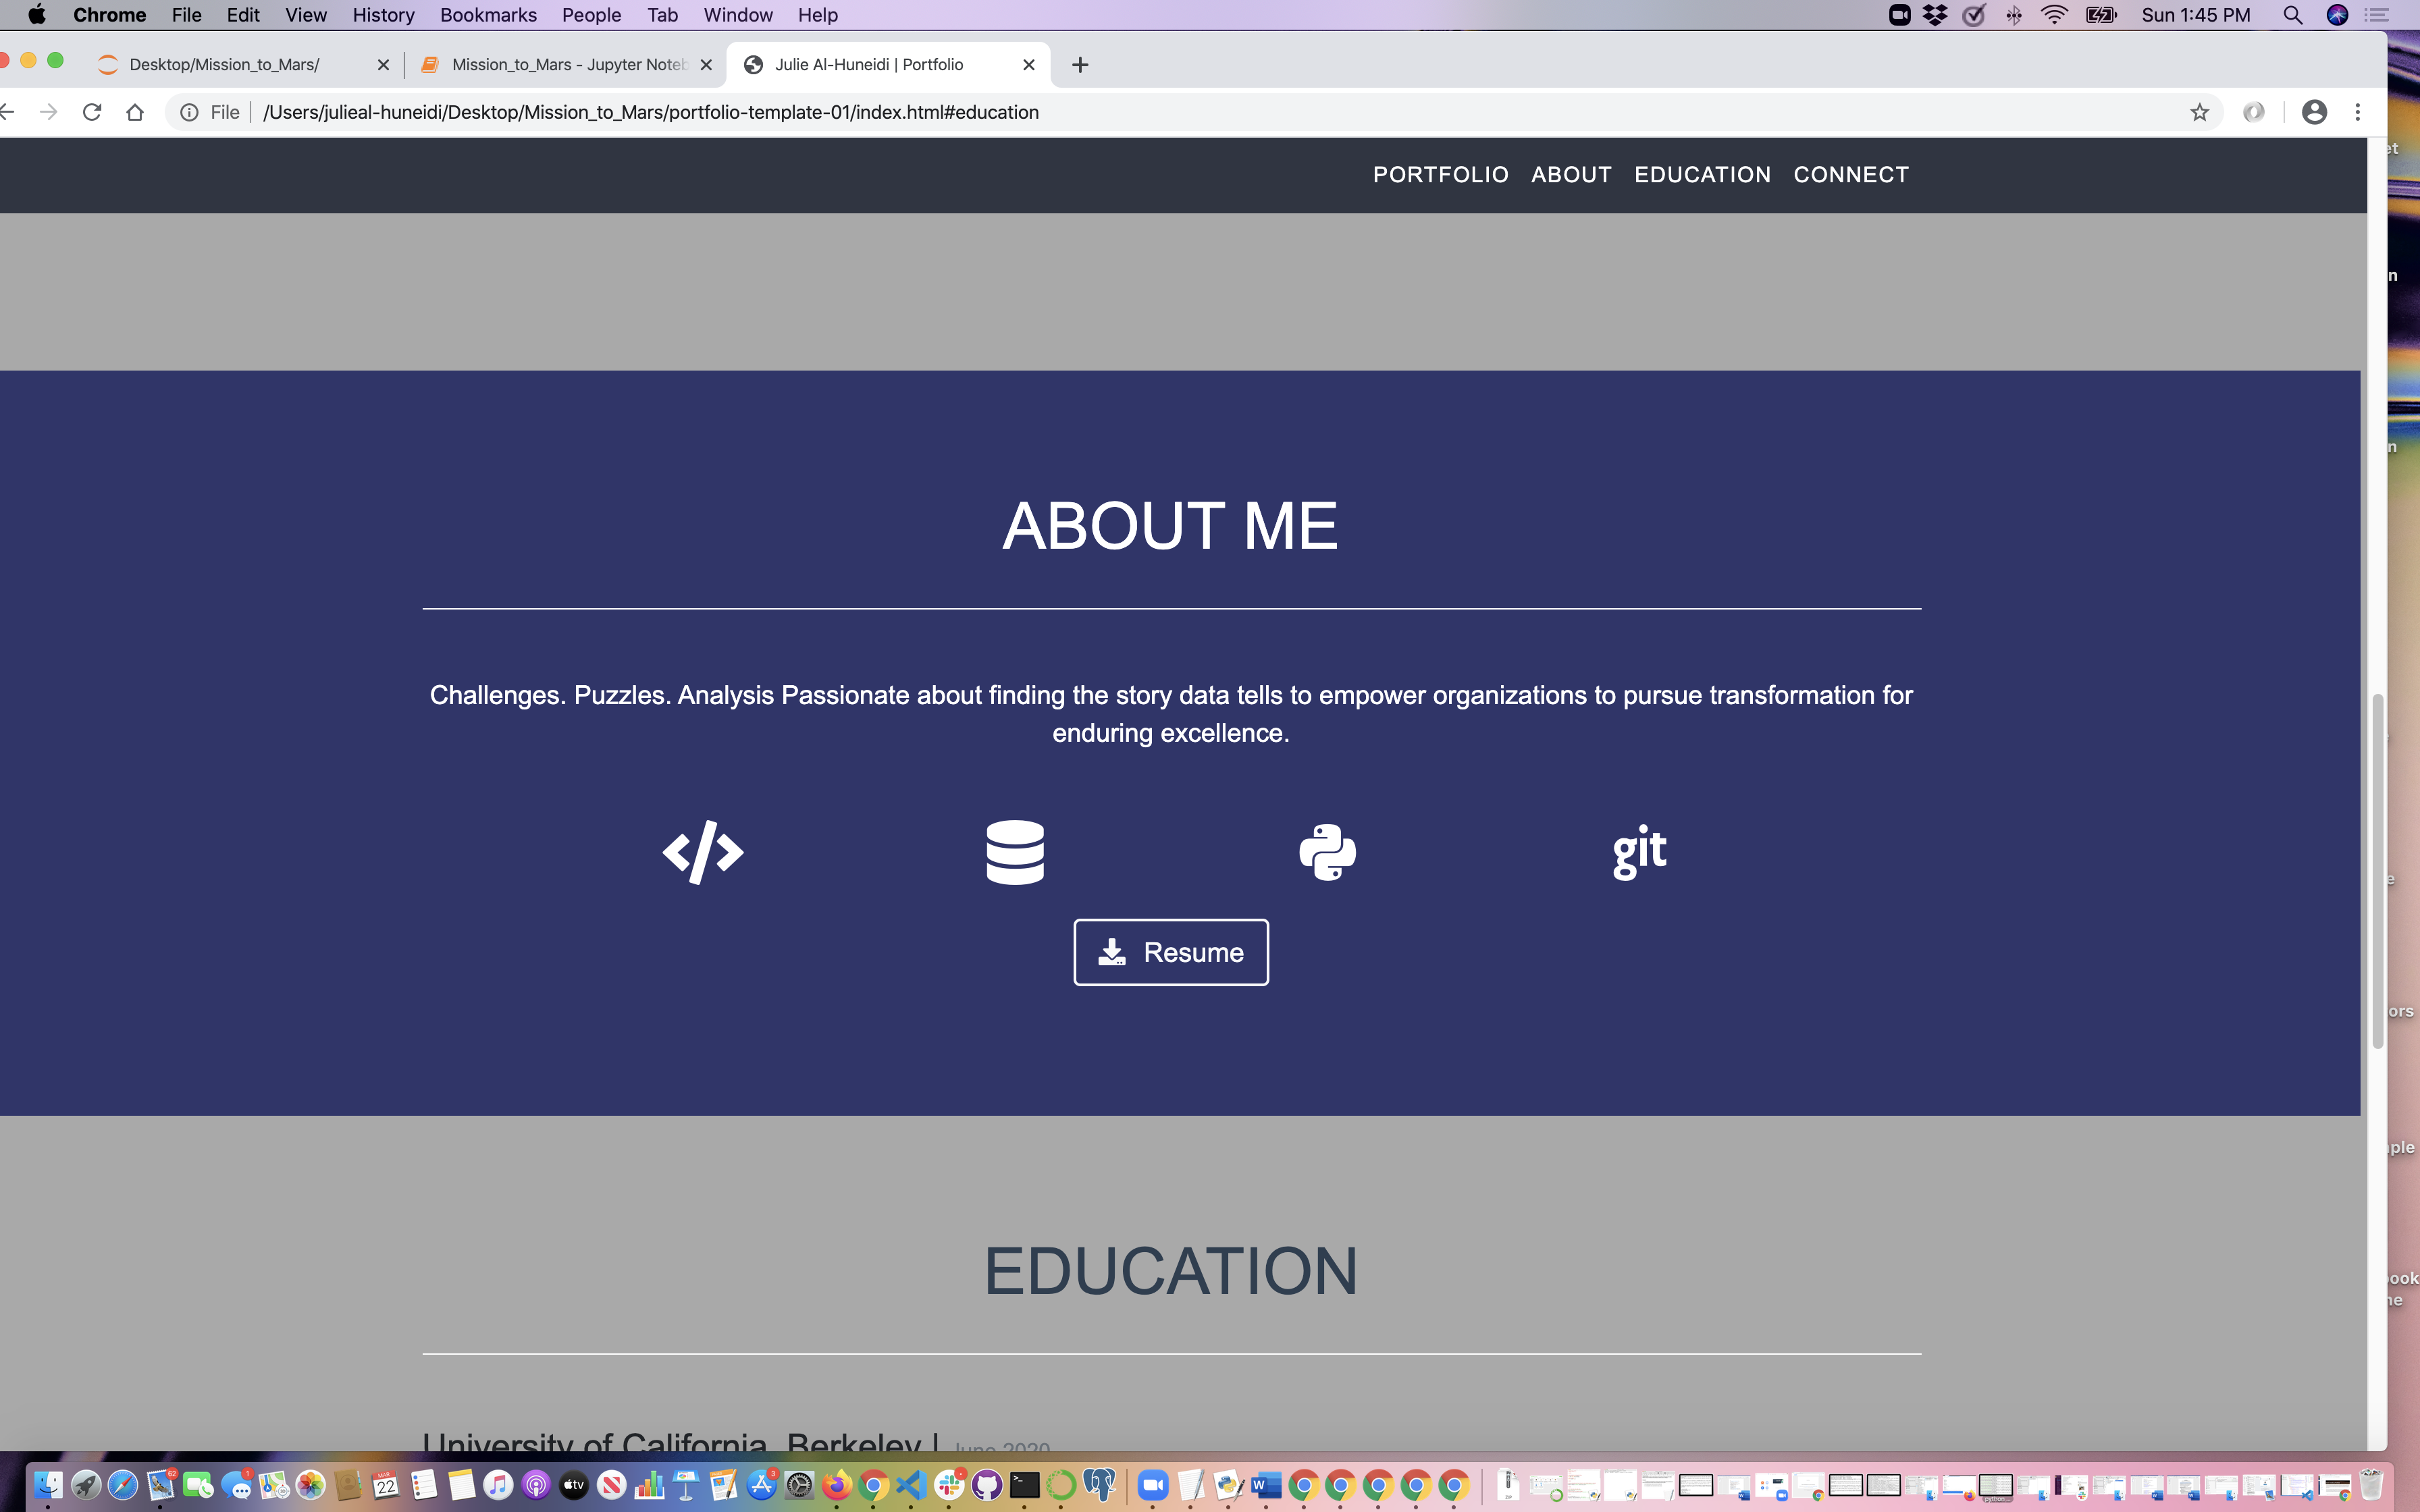 Chrome File Edit View History Bookmarks People Tab Window Help Sun 1:45 PM
Desktop/Mission_to_Mars/ Mission_to_Mars - Jupyter Noteb Julie Al-Huneidi | Portfolio
File /Users/julieal-huneidi/Desktop/Mission_to_Mars/portfolio-template-01/index.html#education
PORTFOLIO ABOUT EDUCATION CONNECT
ABOUT ME
Challenges. Puzzles. Analysis Passionate about finding the story data tells to empower organizations to pursue transformation for
enduring excellence.
git
Resume
EDUCATION
University of California, Berkeley | June 2020